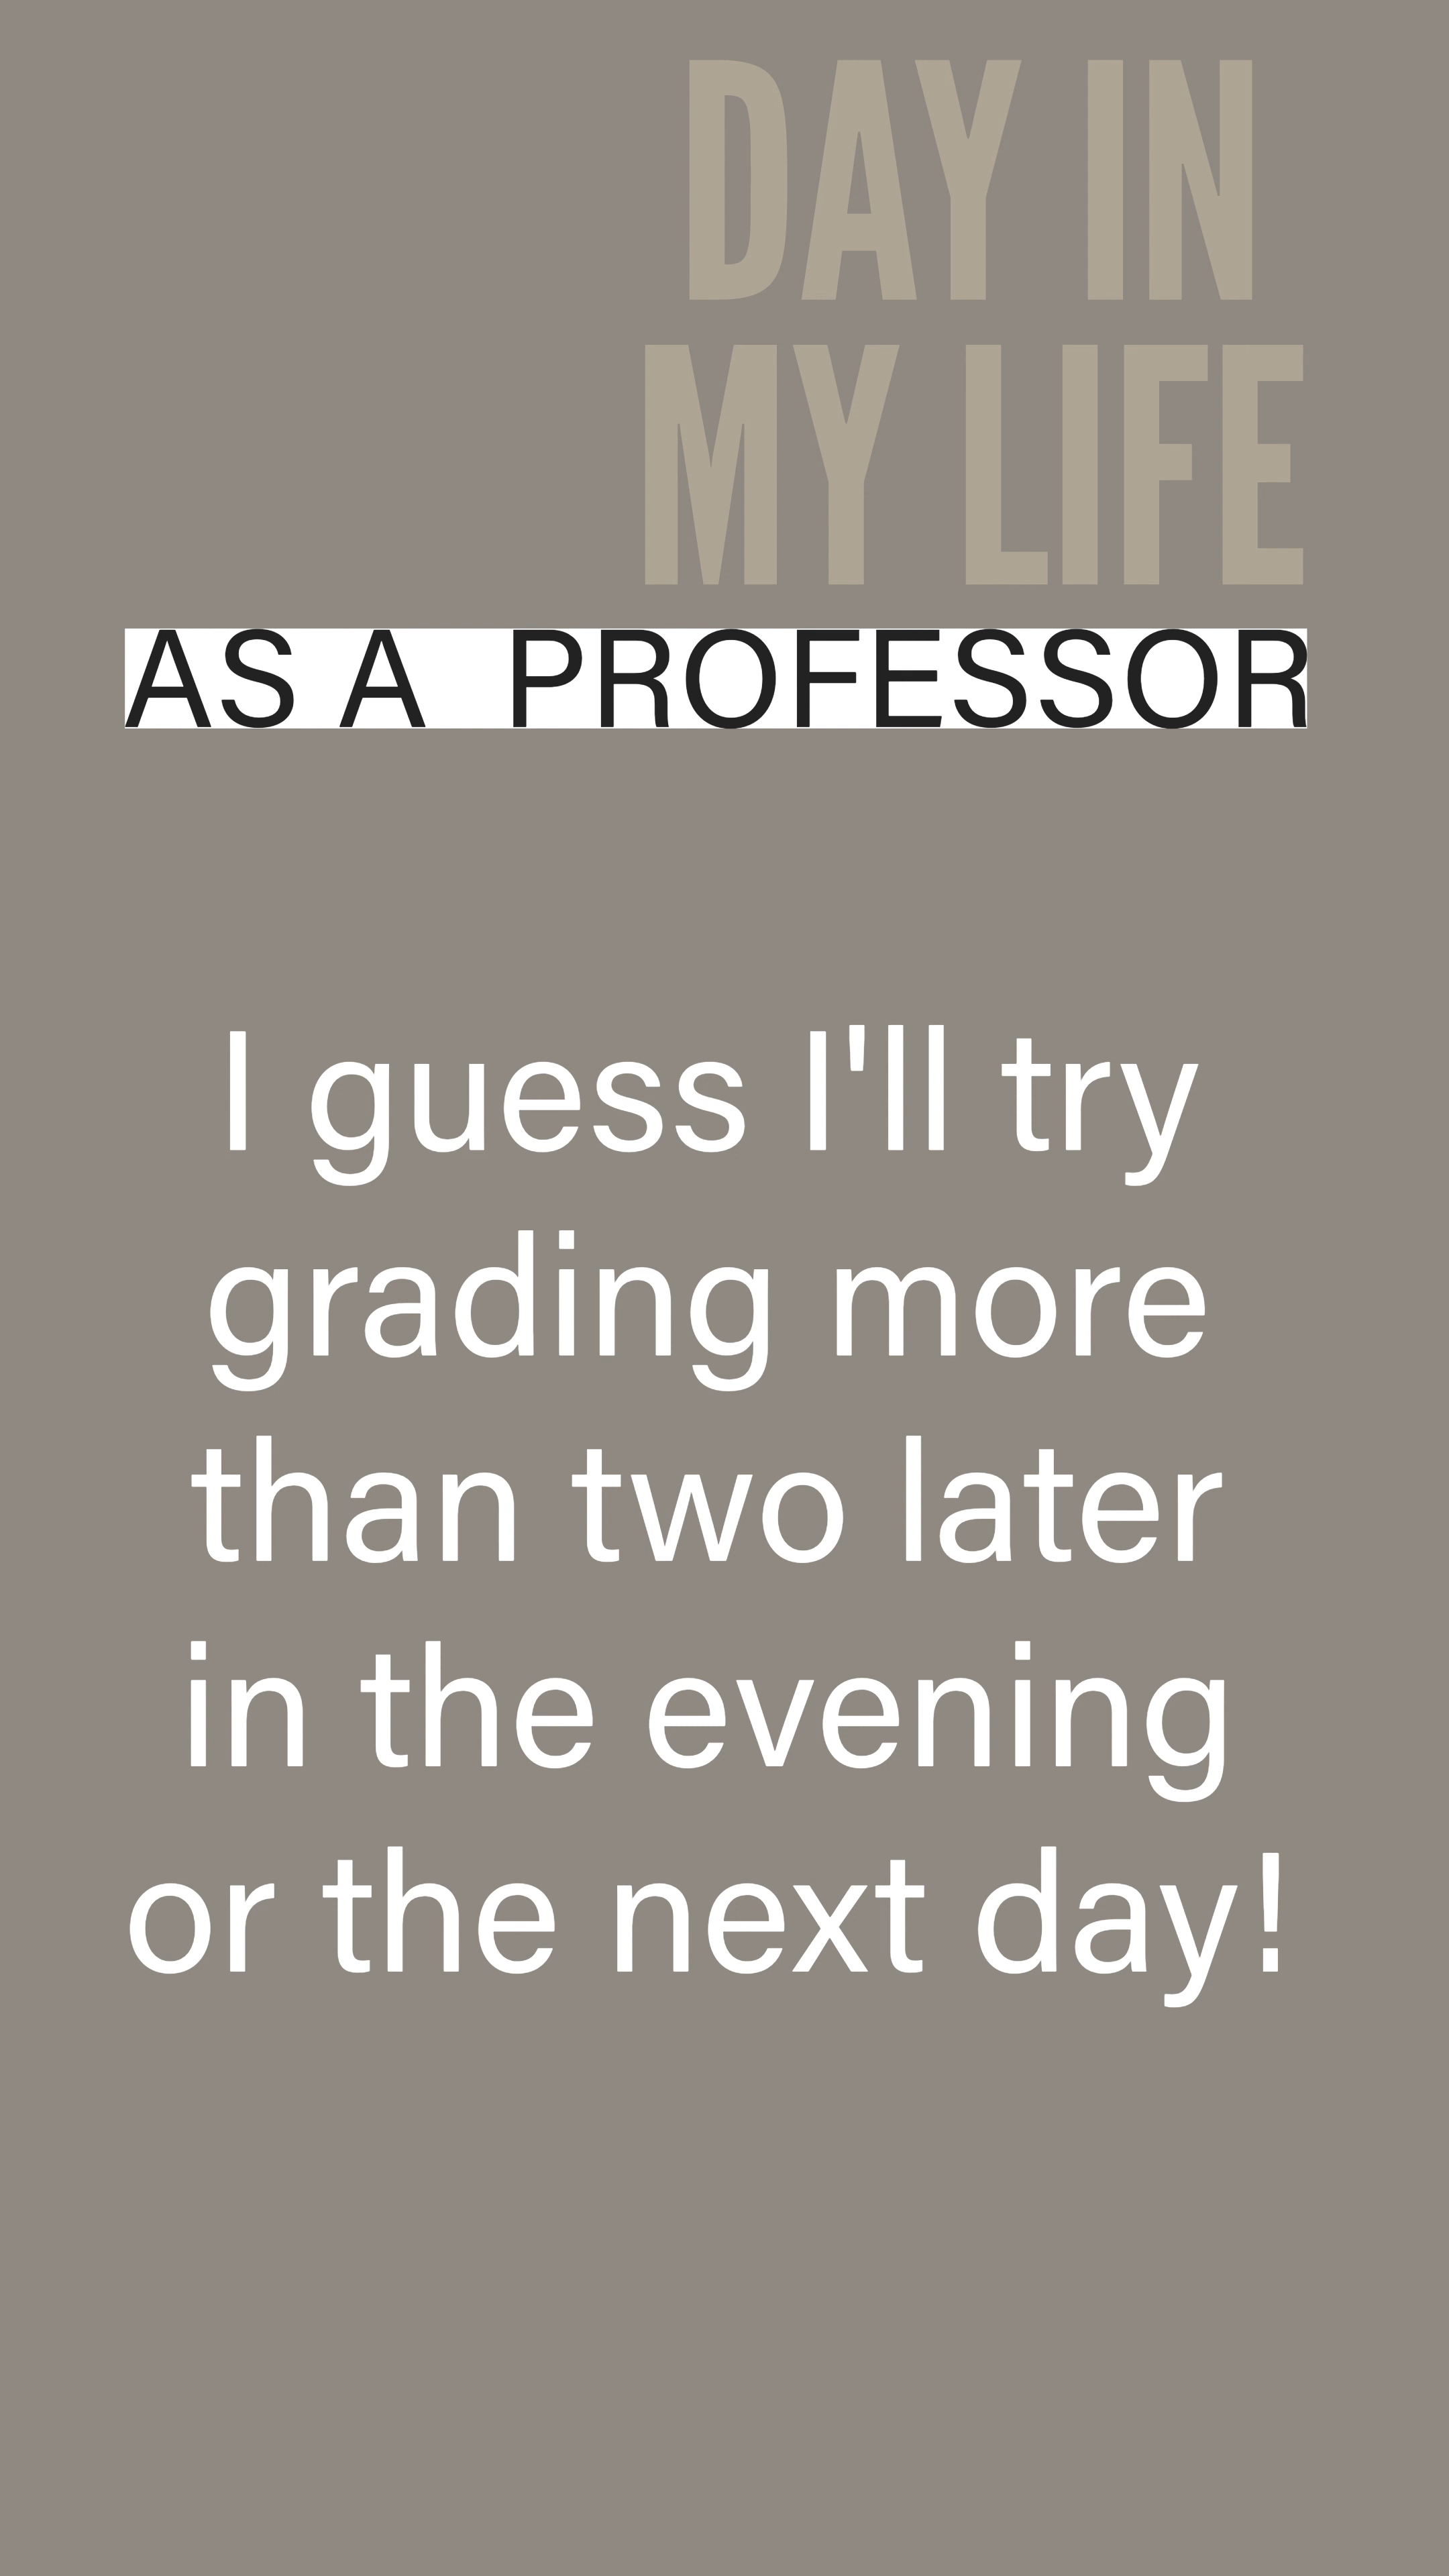 DAY IN
MY LIFE
AS A PROFESSOR
I guess I'll try
grading more
than two later
in the evening
or the next day!